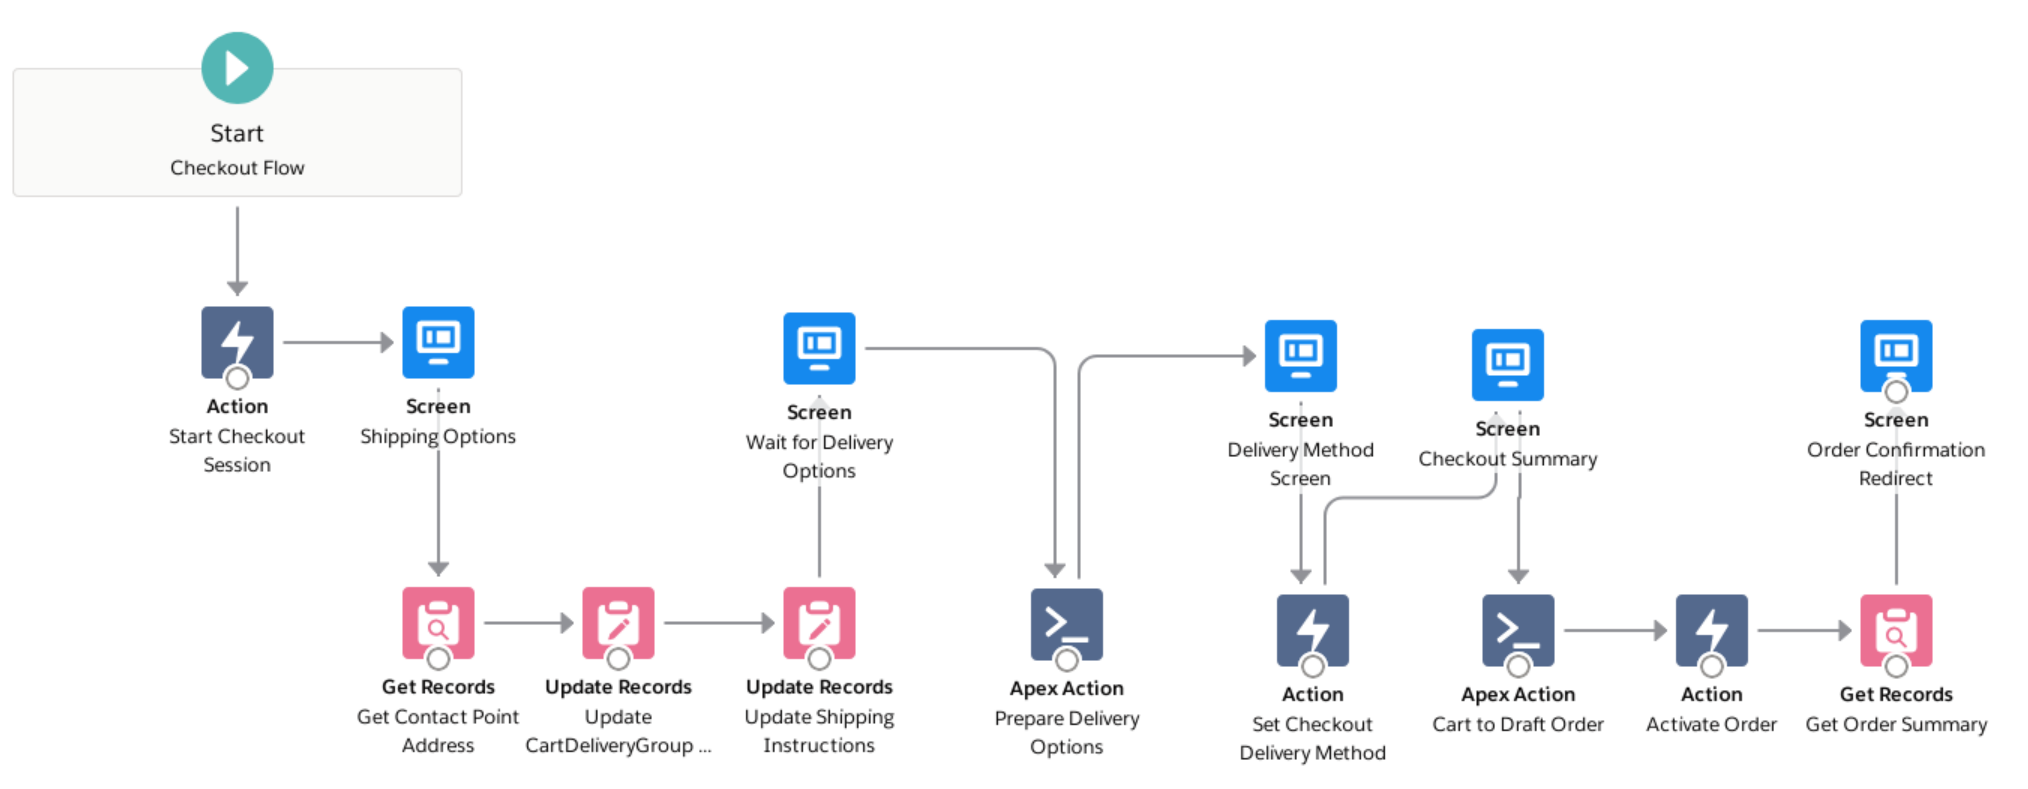 Start
Checkout Flow
Action
Start Checkout
Session
Screen
Shipping Options
Get Records
Get Contact Point
Address
Update Records
Update
CartDeliveryGroup ...
Update Records
Update Shipping
Instructions
Screen
Wait for Delivery
Options
Apex Action
Prepare Delivery
Options
Screen
Delivery Method
Screen
Action
Set Checkout
Delivery Method
Screen
Checkout Summary
Apex Action
Cart to Draft Order
Action
Activate Order
Get Records
Get Order Summary
Screen
Order Confirmation
Redirect